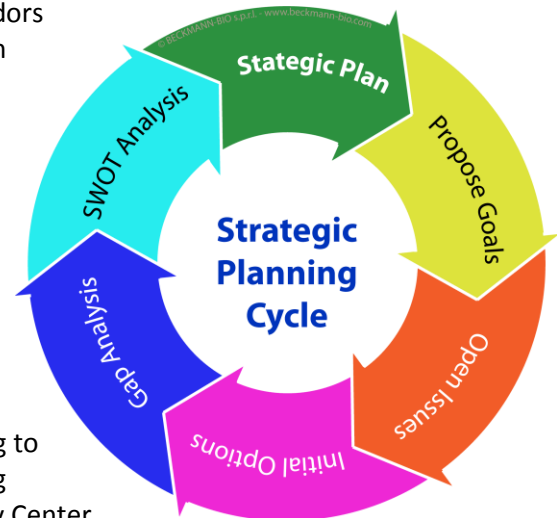 dors
© BECKMANN-BIO s.p.r.l. - www.beckmann-bio.com
Stategic Plan
Propose Goals
Open Issues
Initial Options
Gap Analysis
SWOT Analysis
Strategic
Planning
Cycle
g to
g
Center